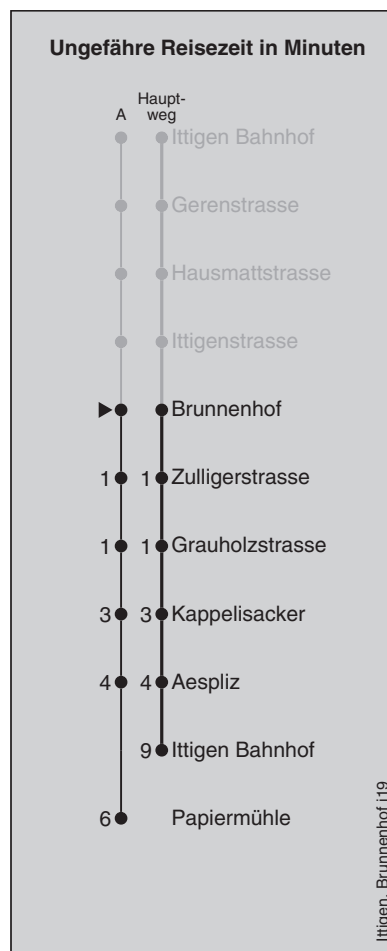 Ungefähre Reisezeit in Minuten
A
Haupt-
weg
Ittigen Bahnhof
Gerenstrasse
Hausmattstrasse
Ittigenstrasse
Brunnenhof
1 1 Zulligerstrasse
1 1 Grauholzstrasse
3 3 Kappelisacker
4 4 Aespliz
9 Ittigen Bahnhof
6 Papiermühle
Ittigen, Brunnenhof j19